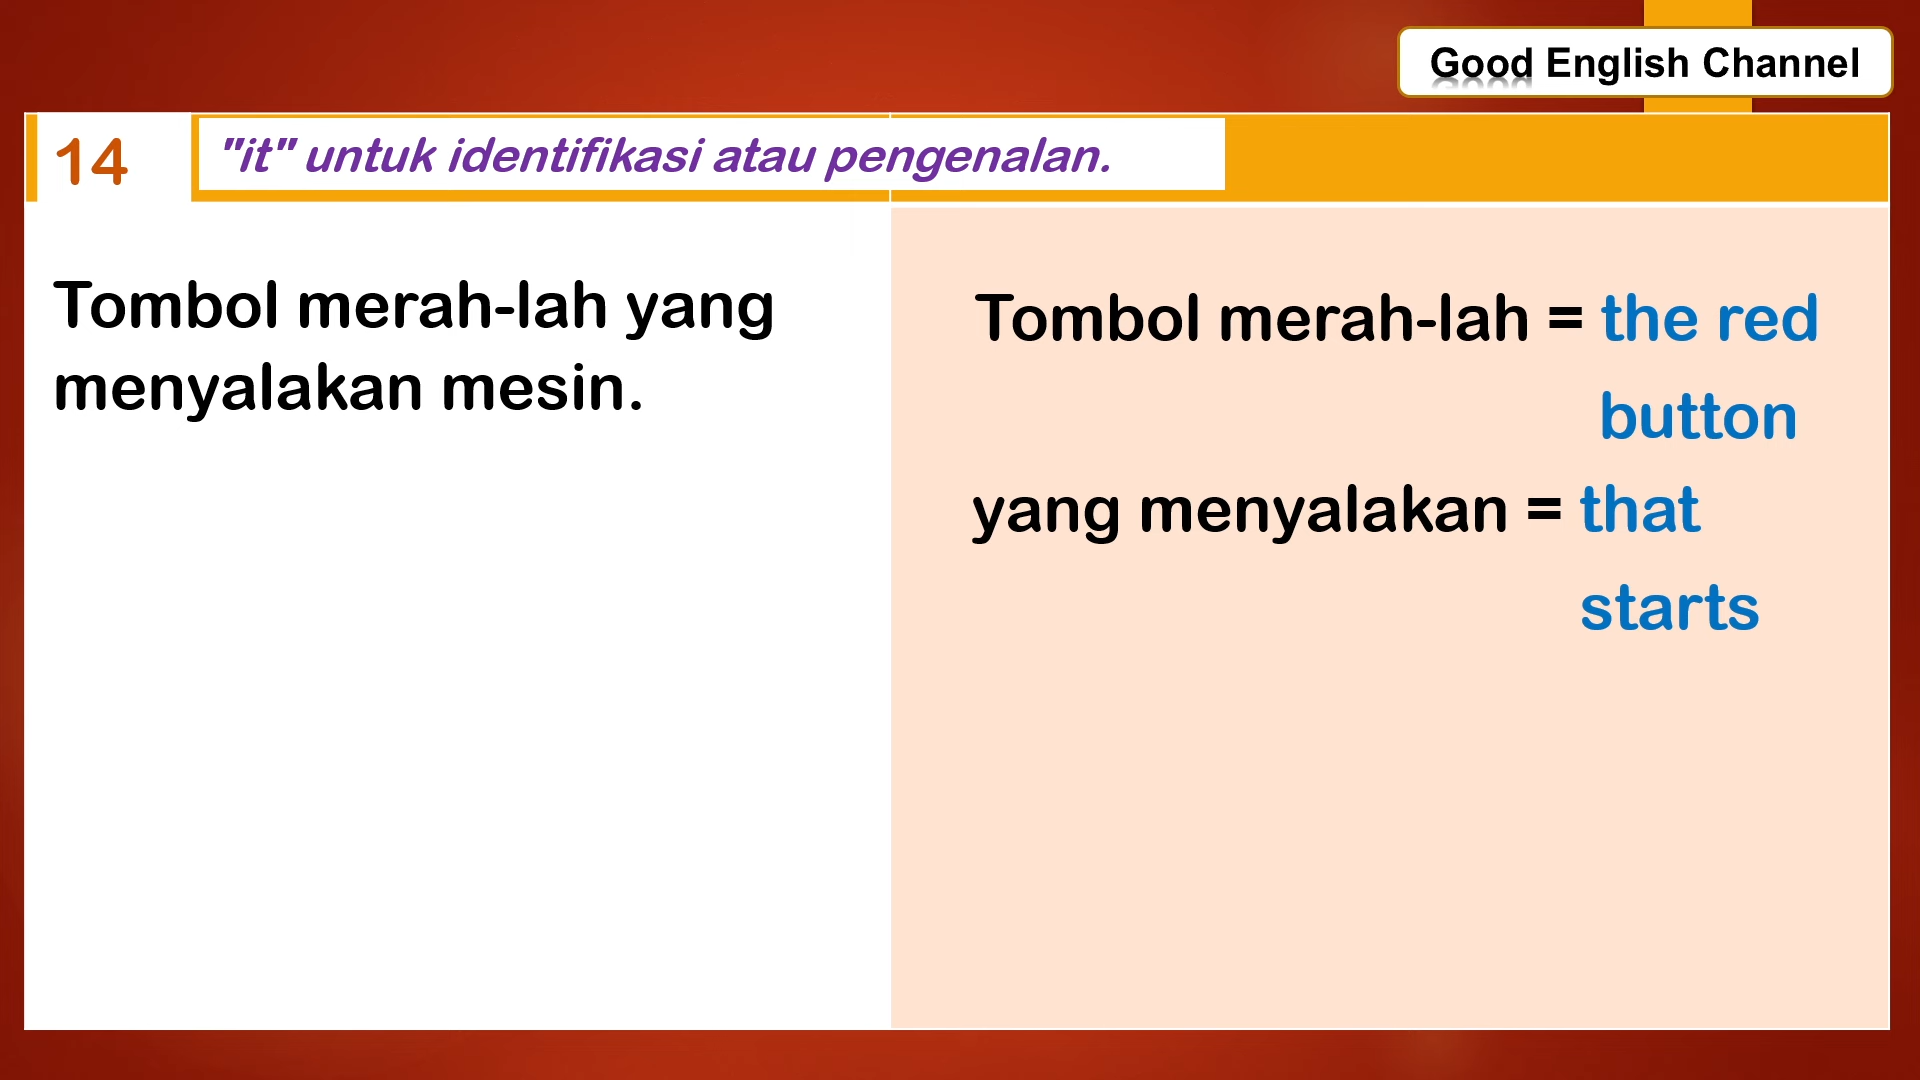 Good English Channel
14
"it" untuk identifikasi atau pengenalan.
Tombol merah-lah yang
menyalakan mesin.
Tombol merah-lah = the red
button
yang menyalakan = that
starts